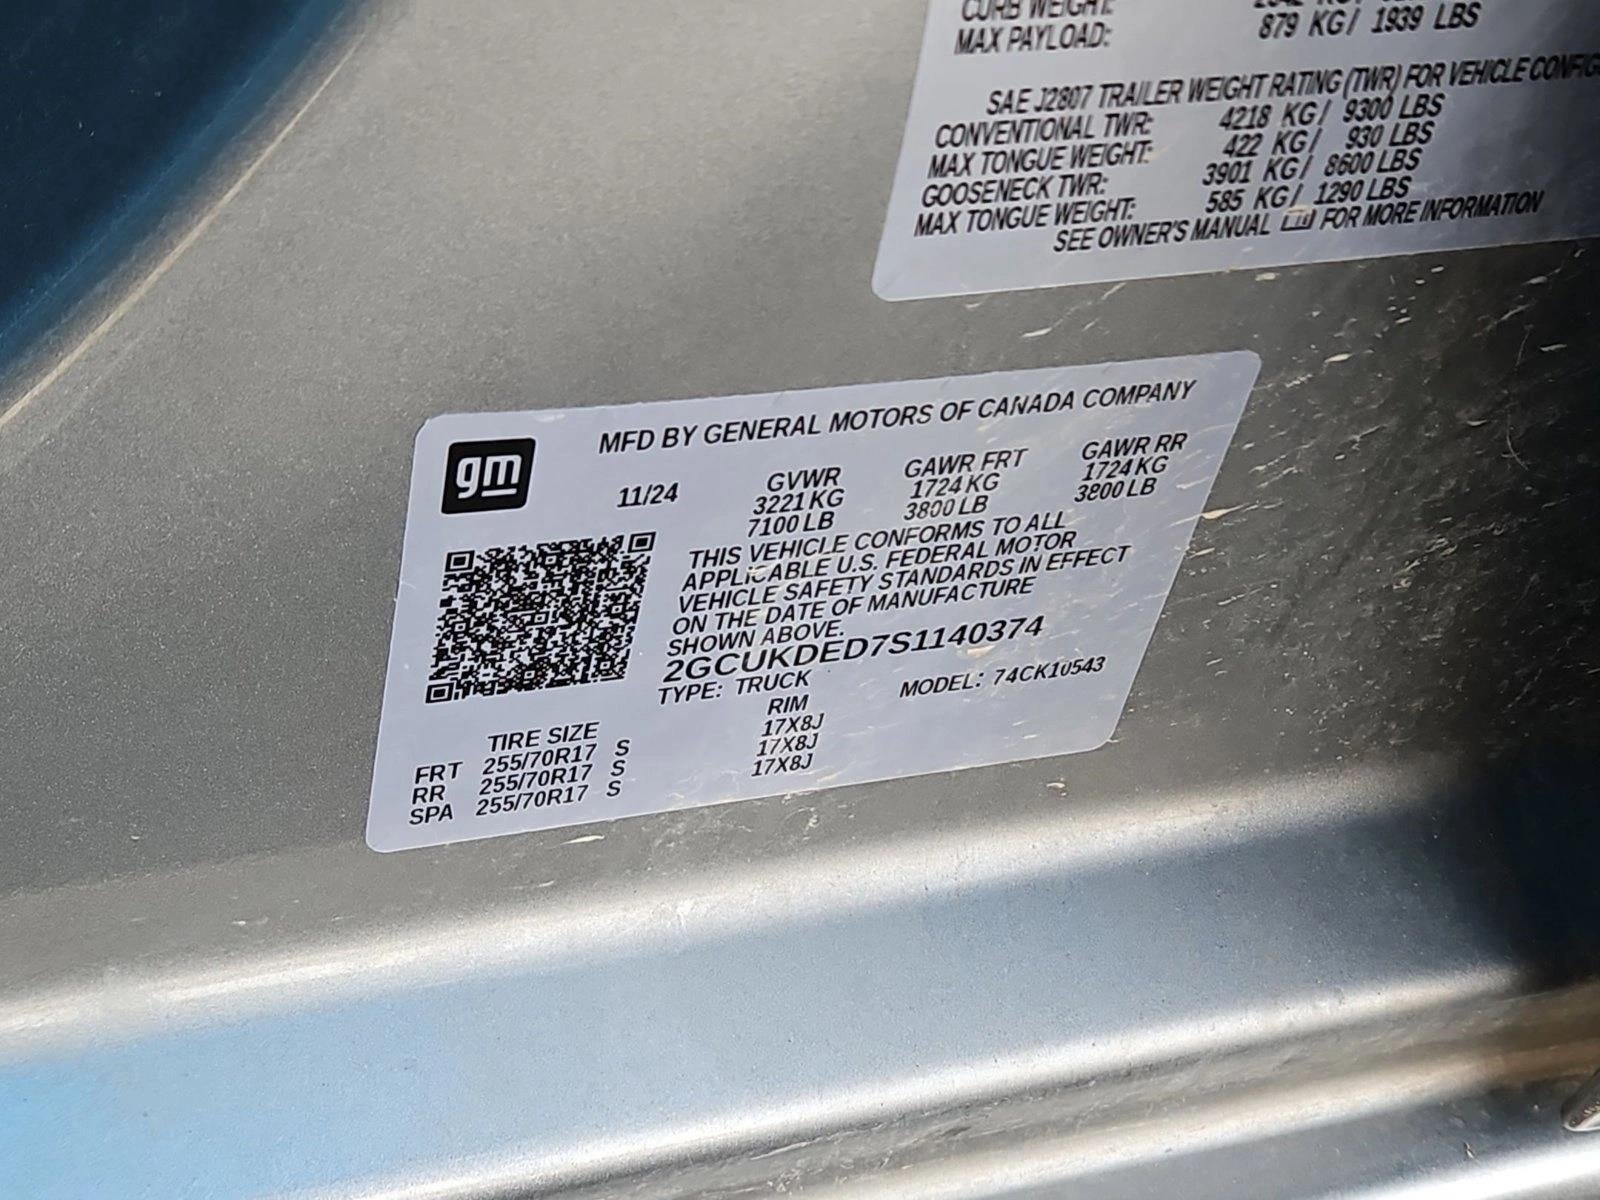 CURB WEIGHT:
MAX PAYLOAD: 879 KG/ 1939 LBS
SAE J2807 TRAILER WEIGHT RATING (TWR) FOR VEHICLE CONFIG
CONVENTIONAL TWR: 4218 KG/ 9300 LBS
MAX TONGUE WEIGHT: 422 KG/ 930 LBS
GOOSENECK TWR: 3901 KG/ 8600 LBS
MAX TONGUE WEIGHT: 585 KG/ 1290 LBS
SEE OWNER'S MANUAL FOR MORE INFORMATION
gm
MFD BY GENERAL MOTORS OF CANADA COMPANY
11/24
GVWR GAWR FRT GAWR RR
3221 KG 1724 KG 1724 KG
7100 LB 3800 LB 3800 LB
THIS VEHICLE CONFORMS TO ALL
APPLICABLE U.S. FEDERAL MOTOR
VEHICLE SAFETY STANDARDS IN EFFECT
ON THE DATE OF MANUFACTURE
SHOWN ABOVE.
2GCUKDED7S1140374
TYPE: TRUCK MODEL: 74CK10543
TIRE SIZE RIM
FRT 255/70R17 S 17X8J
RR 255/70R17 S 17X8J
SPA 255/70R17 S 17X8J